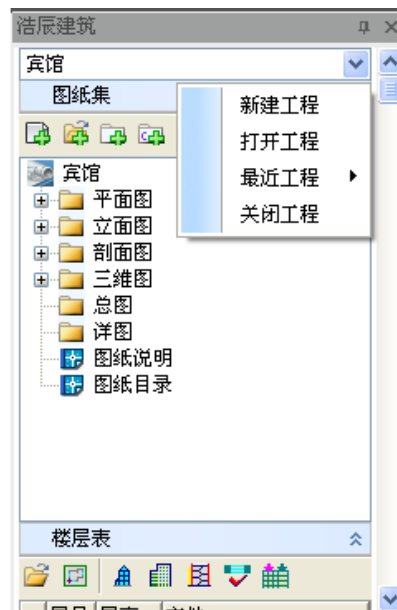 浩辰建筑
宾馆
图纸集
新建工程
打开工程
最近工程
关闭工程
宾馆
平面图
立面图
剖面图
三维图
总图
详图
图纸说明
图纸目录
楼层表